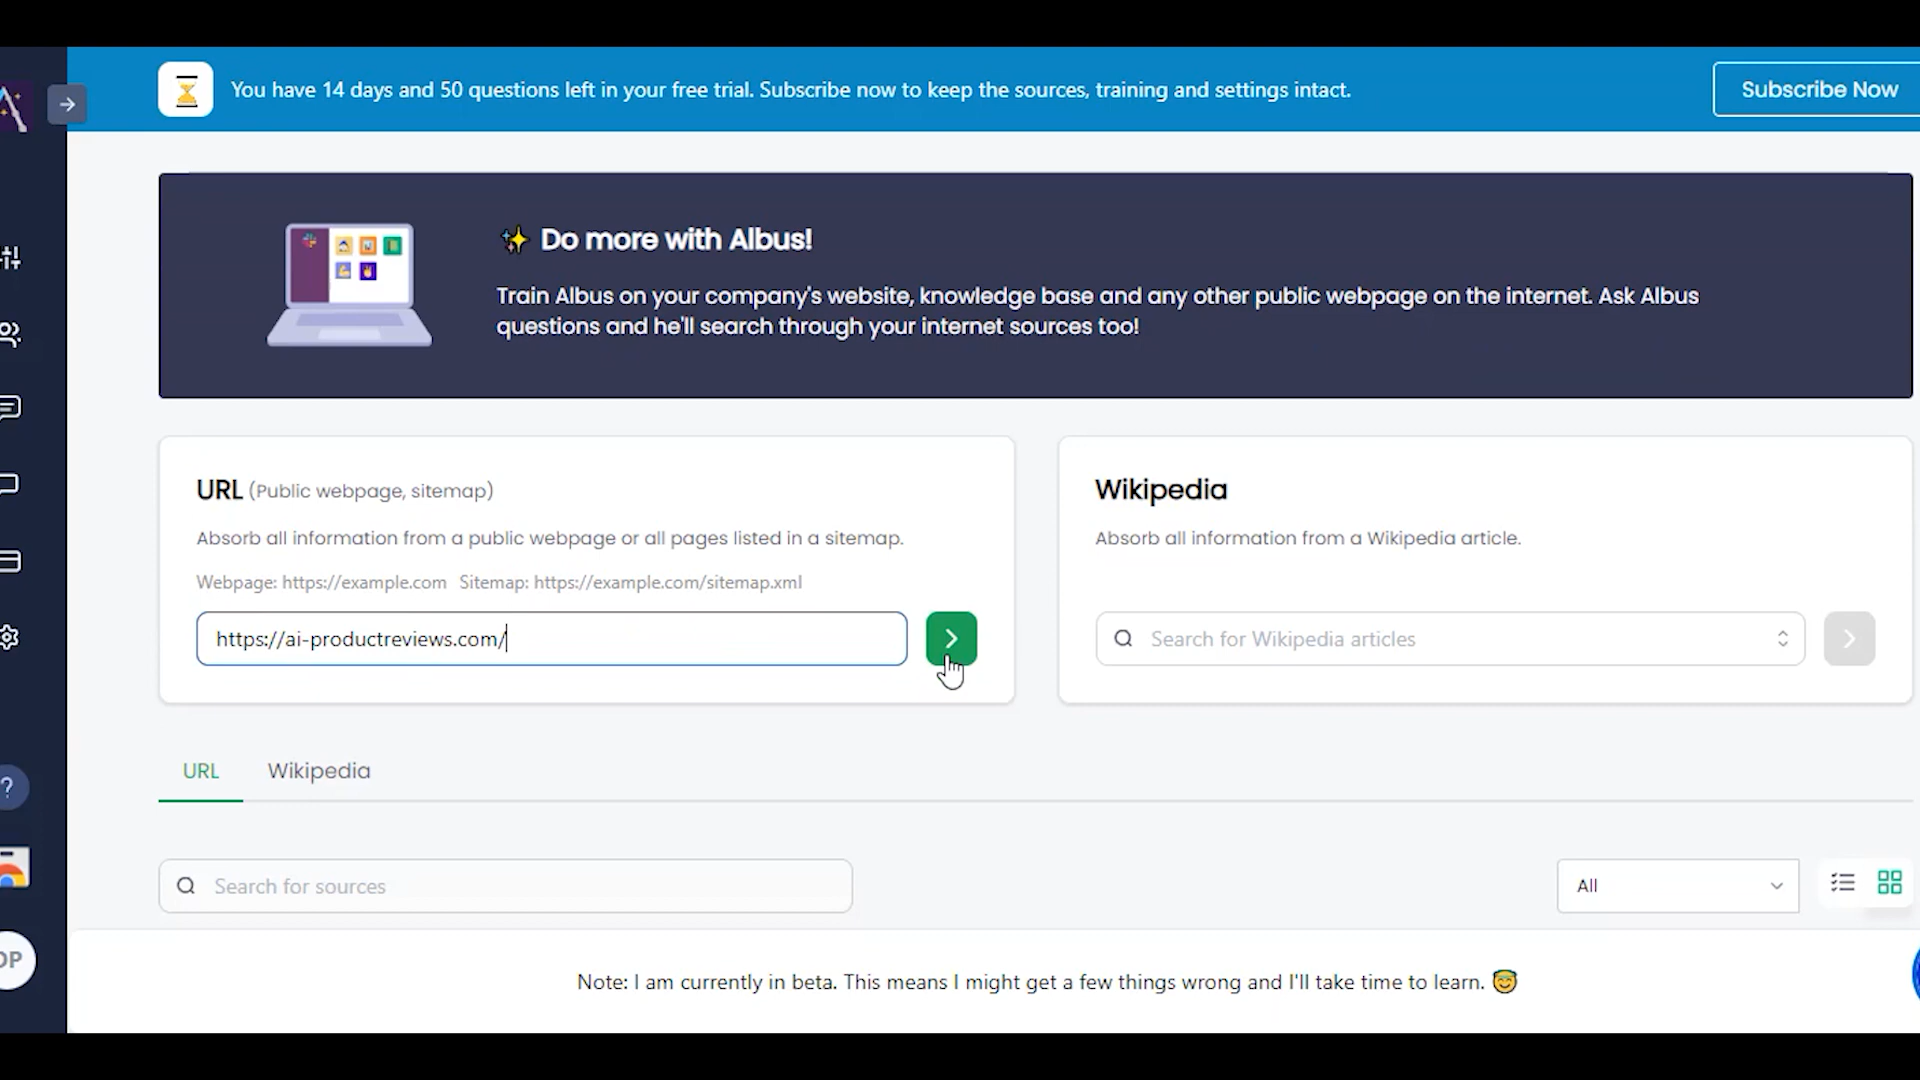 You have 14 days and 50 questions left in your free trial. Subscribe now to keep the sources, training and settings intact.
Subscribe Now
✨ Do more with Albus!
Train Albus on your company's website, knowledge base and any other public webpage on the internet. Ask Albus
questions and he'll search through your internet sources too!
URL (Public webpage, sitemap)
Absorb all information from a public webpage or all pages listed in a sitemap.
Webpage: https://example.com Sitemap: https://example.com/sitemap.xml
https://ai-productreviews.com/
Wikipedia
Absorb all information from a Wikipedia article.
Search for Wikipedia articles
URL Wikipedia
Search for sources
All
?
Note: I am currently in beta. This means I might get a few things wrong and I'll take time to learn. 😇